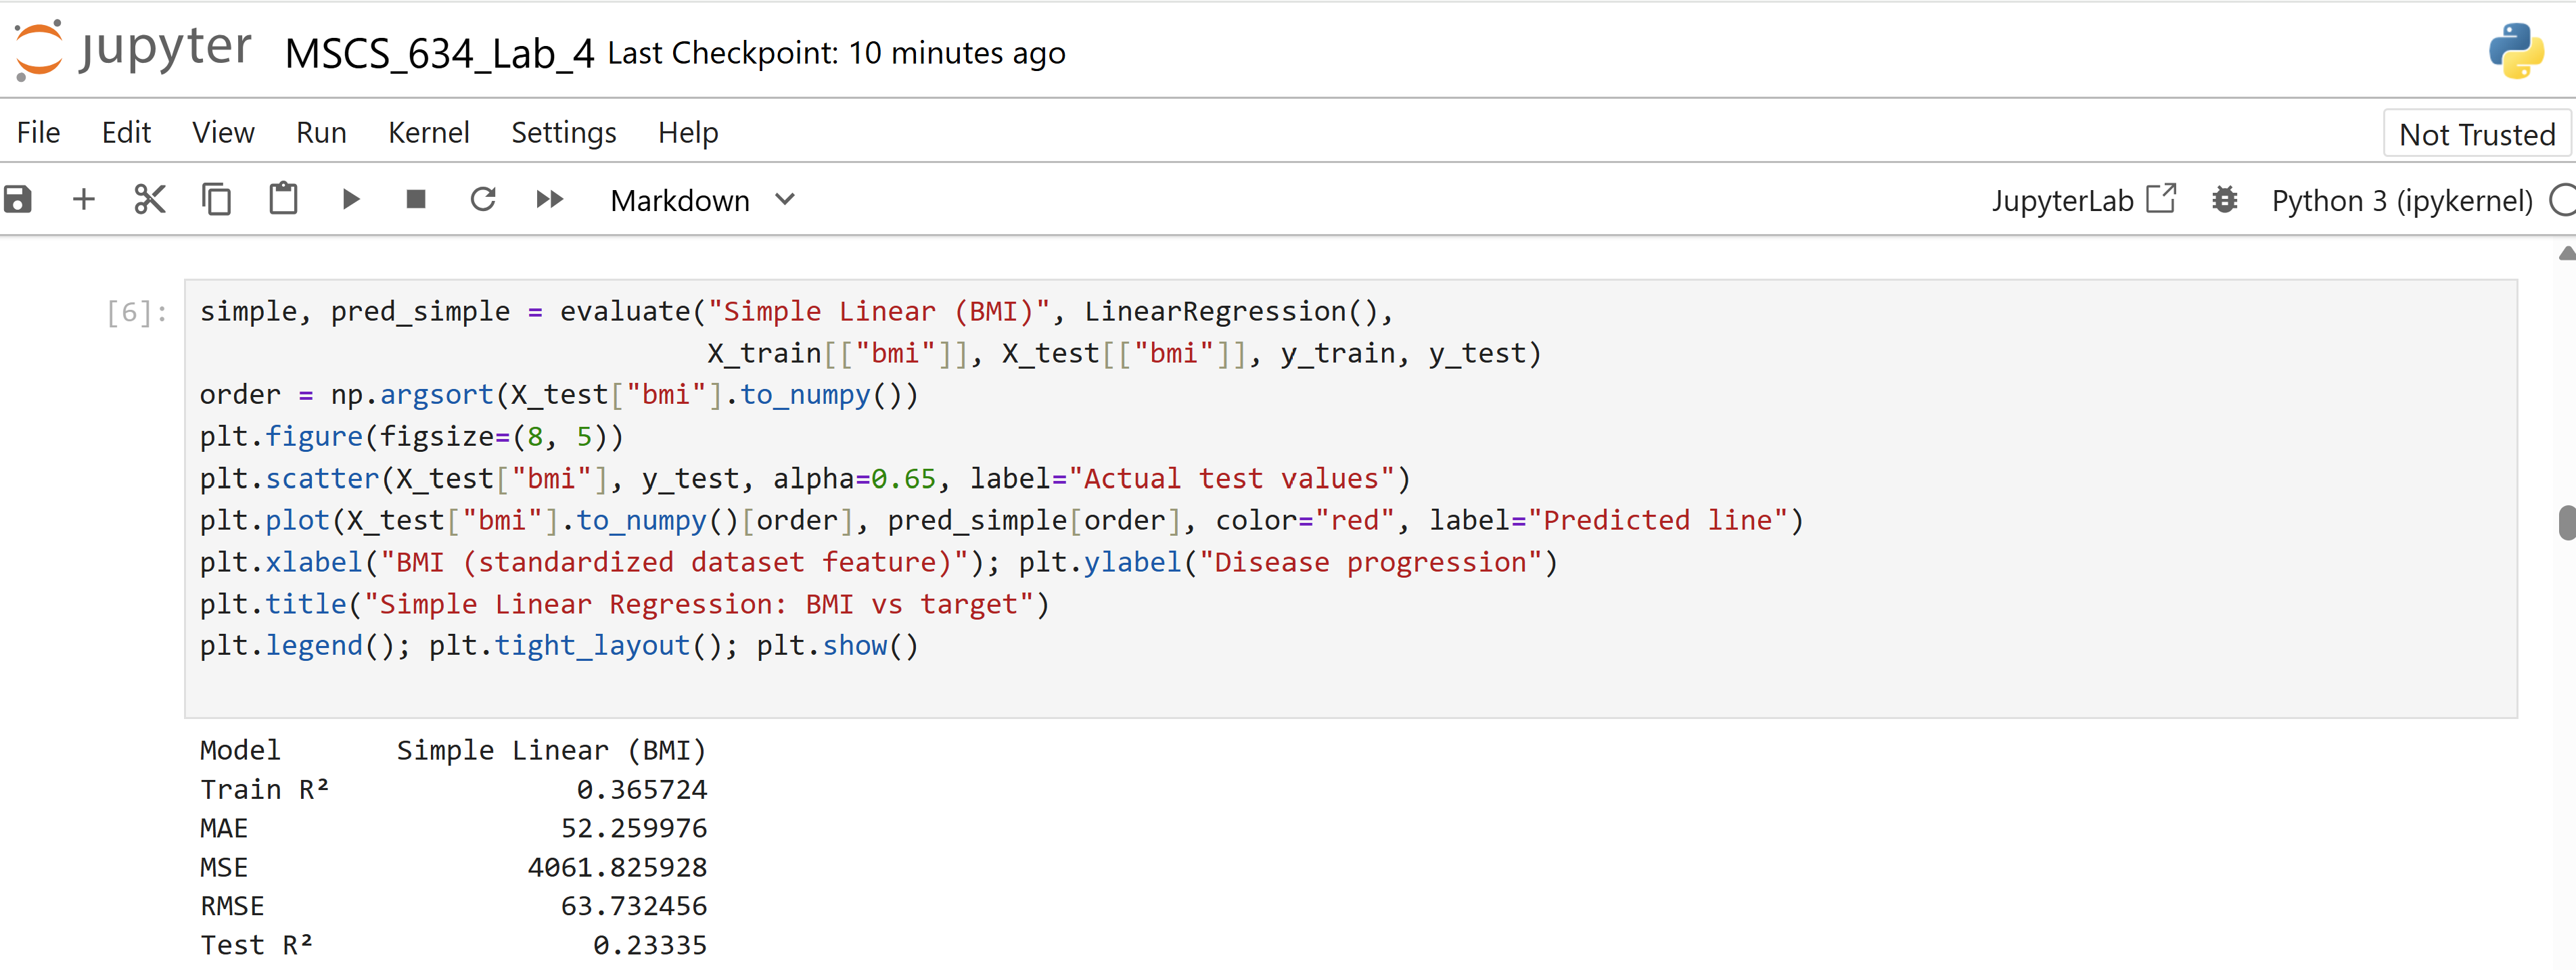 jupyter MSCS_634_Lab_4 Last Checkpoint: 10 minutes ago
File Edit View Run Kernel Settings Help Not Trusted
Markdown JupyterLab Python 3 (ipykernel)
[6]: simple, pred_simple = evaluate("Simple Linear (BMI)", LinearRegression(),
                               X_train[["bmi"]], X_test[["bmi"]], y_train, y_test)
order = np.argsort(X_test["bmi"].to_numpy())
plt.figure(figsize=(8, 5))
plt.scatter(X_test["bmi"], y_test, alpha=0.65, label="Actual test values")
plt.plot(X_test["bmi"].to_numpy()[order], pred_simple[order], color="red", label="Predicted line")
plt.xlabel("BMI (standardized dataset feature)"); plt.ylabel("Disease progression")
plt.title("Simple Linear Regression: BMI vs target")
plt.legend(); plt.tight_layout(); plt.show()
Model       Simple Linear (BMI)
Train R²               0.365724
MAE                   52.259976
MSE                 4061.825928
RMSE                  63.732456
Test R²                 0.23335